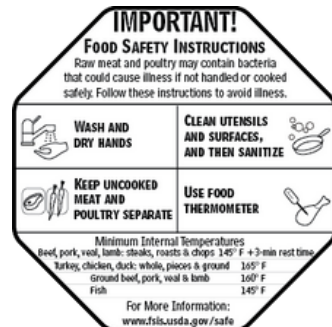 IMPORTANT!
FOOD SAFETY INSTRUCTIONS
Raw meat and poultry may contain bacteria
that could cause illness if not handled or cooked
safely. Follow these instructions to avoid illness.
WASH AND
DRY HANDS
CLEAN UTENSILS
AND SURFACES,
AND THEN SANITIZE
KEEP UNCOOKED
MEAT AND
POULTRY SEPARATE
USE FOOD
THERMOMETER
Minimum Internal Temperatures
Beef, pork, veal, lamb: steaks, roasts & chops 145° F +3-min rest time
Turkey, chicken, duck: whole, pieces & ground 165° F
Ground beef, pork, veal & lamb 160° F
Fish 145° F
For More Information:
www.fsis.usda.gov/safe